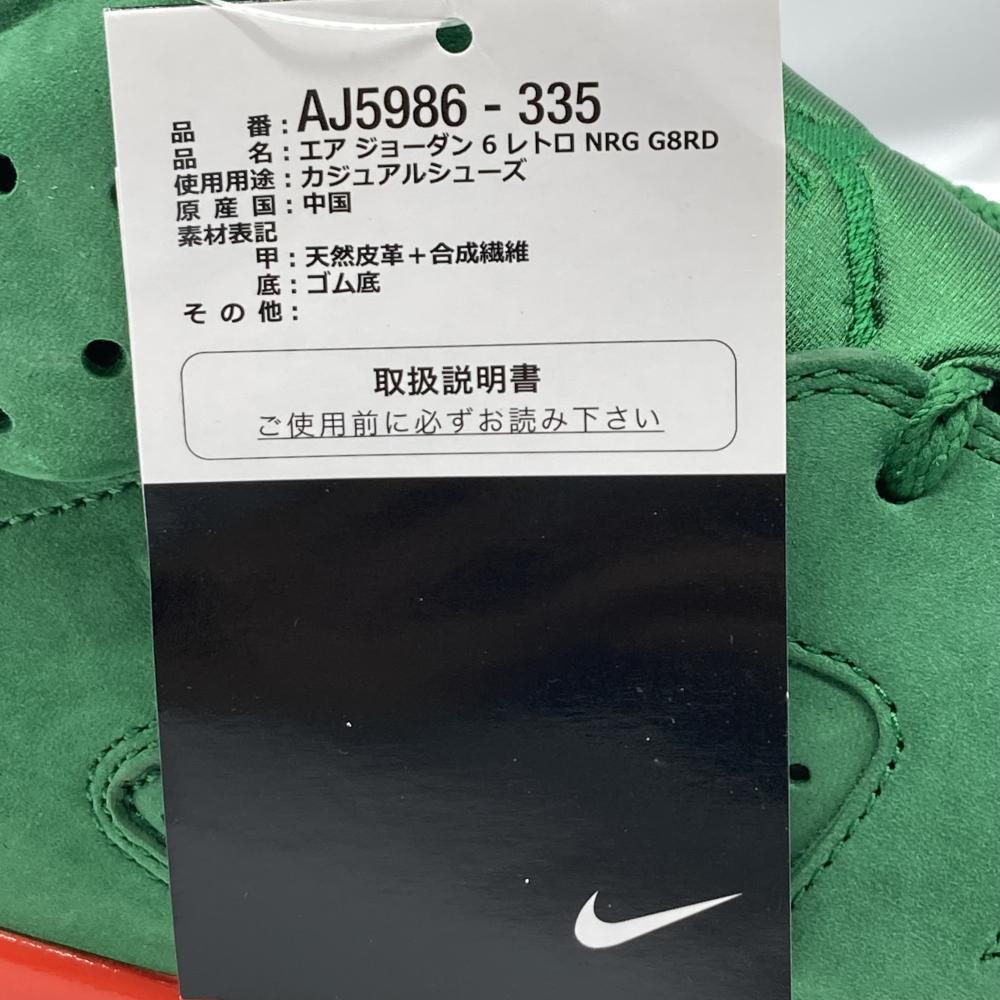 品番：AJ5986 - 335
品名：エア ジョーダン 6 レトロ NRG G8RD
使用用途：カジュアルシューズ
原産国：中国
素材表記
甲：天然皮革＋合成繊維
底：ゴム底
その他：
取扱説明書
ご使用前に必ずお読み下さい